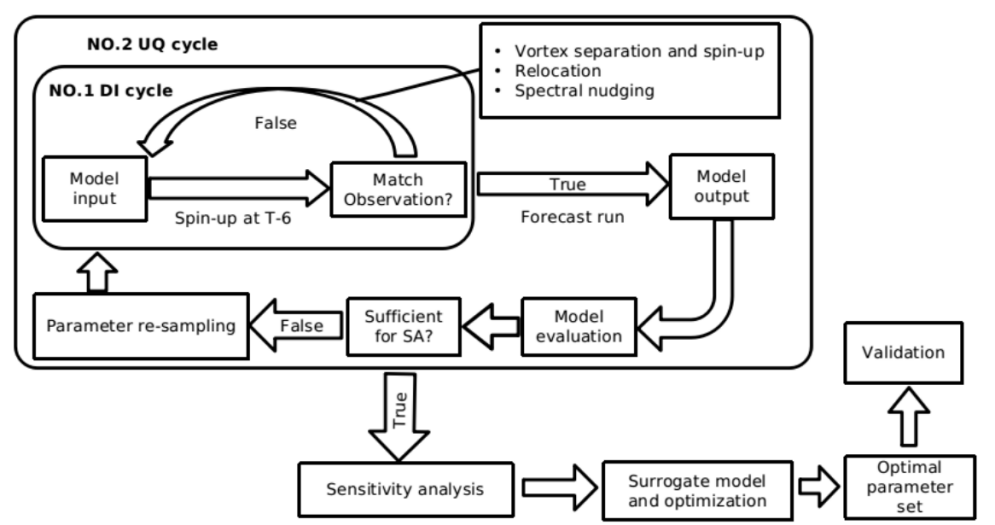 NO.2 UQ cycle
• Vortex separation and spin-up
• Relocation
• Spectral nudging
NO.1 DI cycle
False
Model
input
Spin-up at T-6
Match
Observation?
True
Forecast run
Model
output
Parameter re-sampling
False
Sufficient
for SA?
Model
evaluation
True
Validation
Sensitivity analysis
Surrogate model
and optimization
Optimal
parameter
set